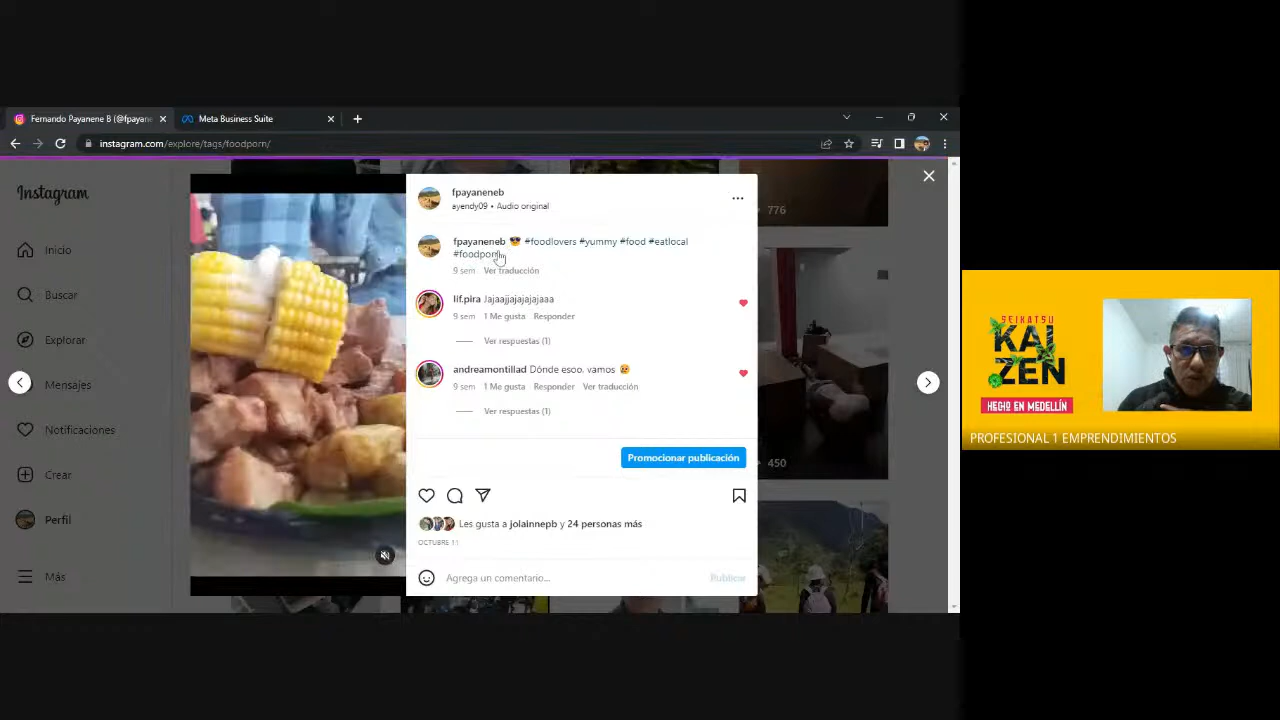 Fernando Payanene B (@fpayane
Meta Business Suite
instagram.com/explore/tags/foodporn/
Instagram
Inicio
Buscar
Explorar
Mensajes
Notificaciones
Crear
Perfil
Más
fpayaneneb
ayendy09 • Audio original
fpayaneneb 😎 #foodlovers #yummy #food #eatlocal
#foodporn
9 sem Ver traducción
lif.pira Jajaajjajajajajaaa
9 sem 1 Me gusta Responder
Ver respuestas (1)
andreamontillad Dónde esoo, vamos 😢
9 sem 1 Me gusta Responder Ver traducción
Ver respuestas (1)
Promocionar publicación
Les gusta a jolainnepb y 24 personas más
OCTUBRE 11
Agrega un comentario...
Publicar
776
450
SEIKATSU
KAI
ZEN
HECHO EN MEDELLÍN
PROFESIONAL 1 EMPRENDIMIENTOS